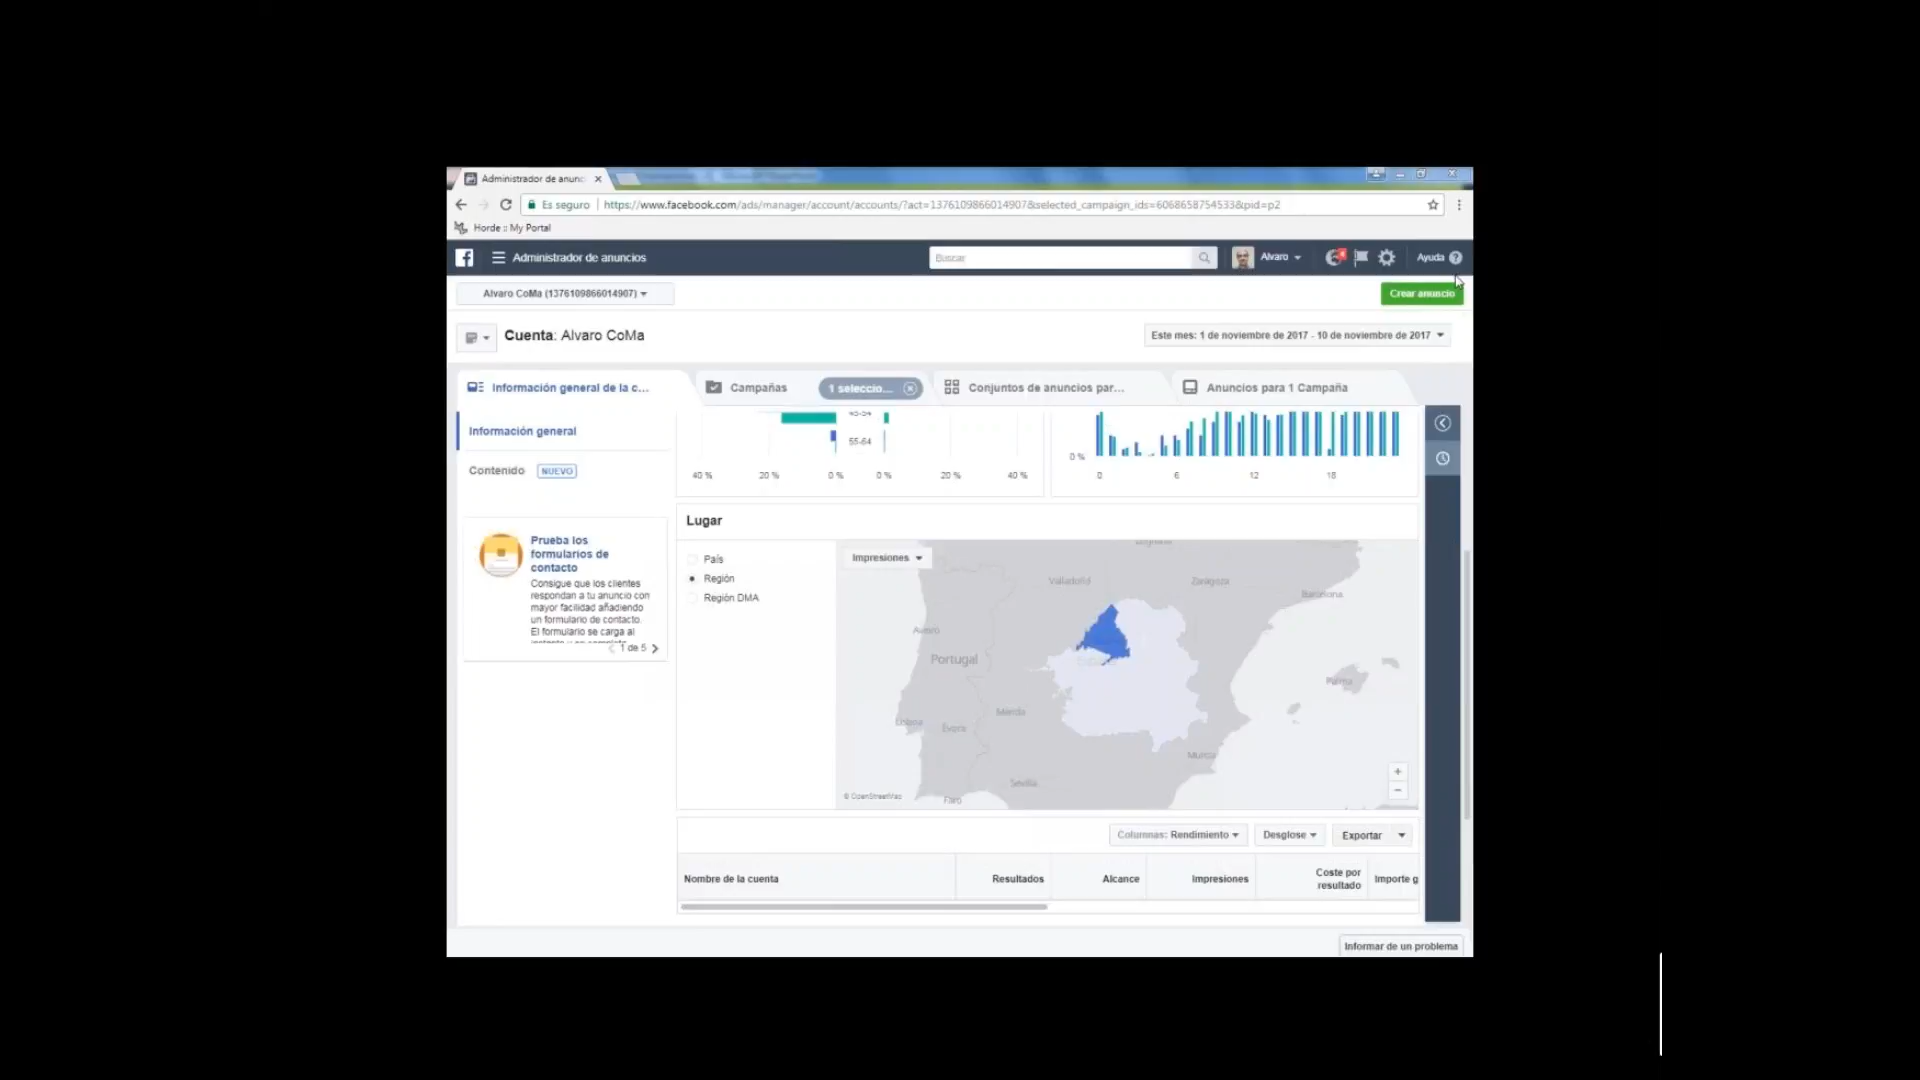 Administrador de anunc
Es seguro
https://www.facebook.com/ads/manager/account/accounts/?act=1376109866014907&selected_campaign_ids=6068658754533&pid=p2
Horde :: My Portal
Administrador de anuncios
Buscar
Alvaro
Ayuda
Alvaro CoMa (1376109866014907)
Crear anuncio
Cuenta: Alvaro CoMa
Este mes: 1 de noviembre de 2017 - 10 de noviembre de 2017
Información general de la c...
Campañas
1 seleccio...
Conjuntos de anuncios par...
Anuncios para 1 Campaña
Información general
Contenido
NUEVO
45-54
55-64
40 %
20 %
0 %
0 %
20 %
40 %
0 %
0
6
12
18
Prueba los
formularios de
contacto
Consigue que los clientes
respondan a tu anuncio con
mayor facilidad añadiendo
un formulario de contacto.
El formulario se carga al
1 de 5
Lugar
País
Región
Región DMA
Impresiones
Valladolid
Zaragoza
Barcelona
Aveiro
Portugal
Palma
Mérida
Lisboa
Évora
Murcia
Sevilla
Faro
© OpenStreetMap
+
−
Columnas: Rendimiento
Desglose
Exportar
Nombre de la cuenta
Resultados
Alcance
Impresiones
Coste por
resultado
Importe g
Informar de un problema